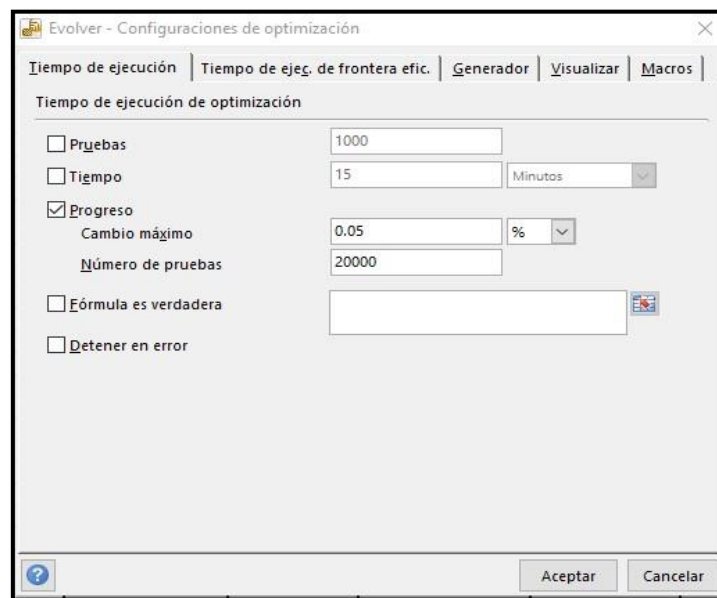 Evolver - Configuraciones de optimización
Tiempo de ejecución Tiempo de ejec. de frontera efic. Generador Visualizar Macros
Tiempo de ejecución de optimización
Pruebas 1000
Tiempo 15 Minutos
Progreso
Cambio máximo 0.05 %
Número de pruebas 20000
Fórmula es verdadera
Detener en error
? Aceptar Cancelar